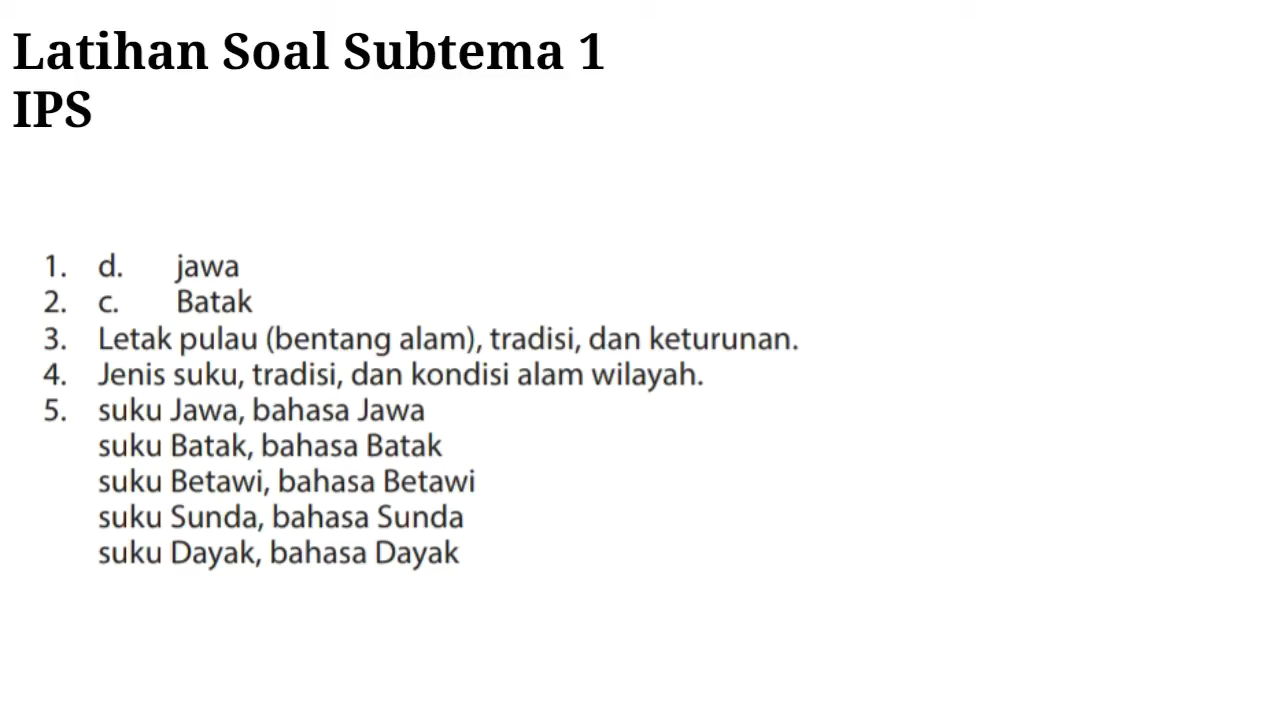 Latihan Soal Subtema 1
IPS
1. d. jawa
2. c. Batak
3. Letak pulau (bentang alam), tradisi, dan keturunan.
4. Jenis suku, tradisi, dan kondisi alam wilayah.
5. suku Jawa, bahasa Jawa
suku Batak, bahasa Batak
suku Betawi, bahasa Betawi
suku Sunda, bahasa Sunda
suku Dayak, bahasa Dayak